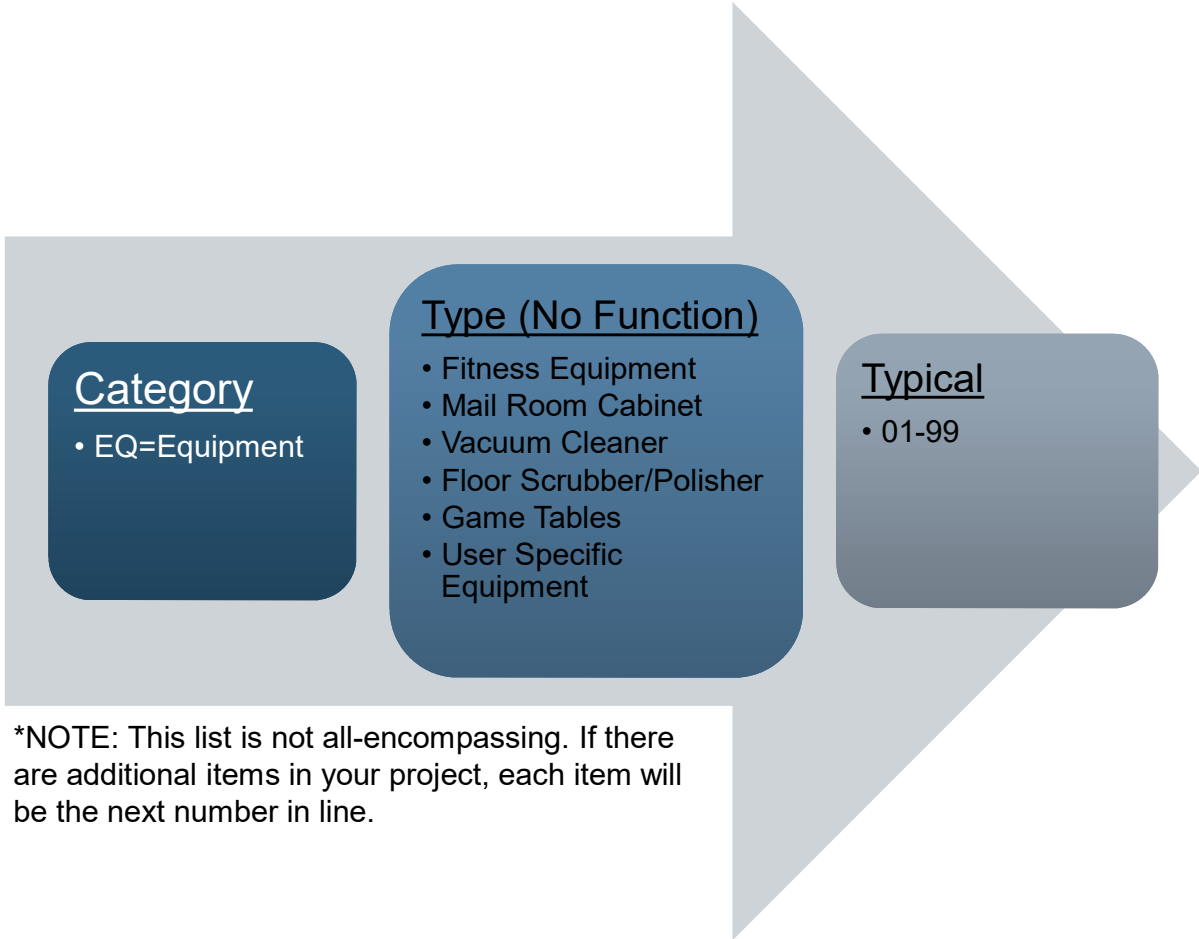 Category
• EQ=Equipment
Type (No Function)
• Fitness Equipment
• Mail Room Cabinet
• Vacuum Cleaner
• Floor Scrubber/Polisher
• Game Tables
• User Specific
Equipment
Typical
• 01-99
*NOTE: This list is not all-encompassing. If there
are additional items in your project, each item will
be the next number in line.